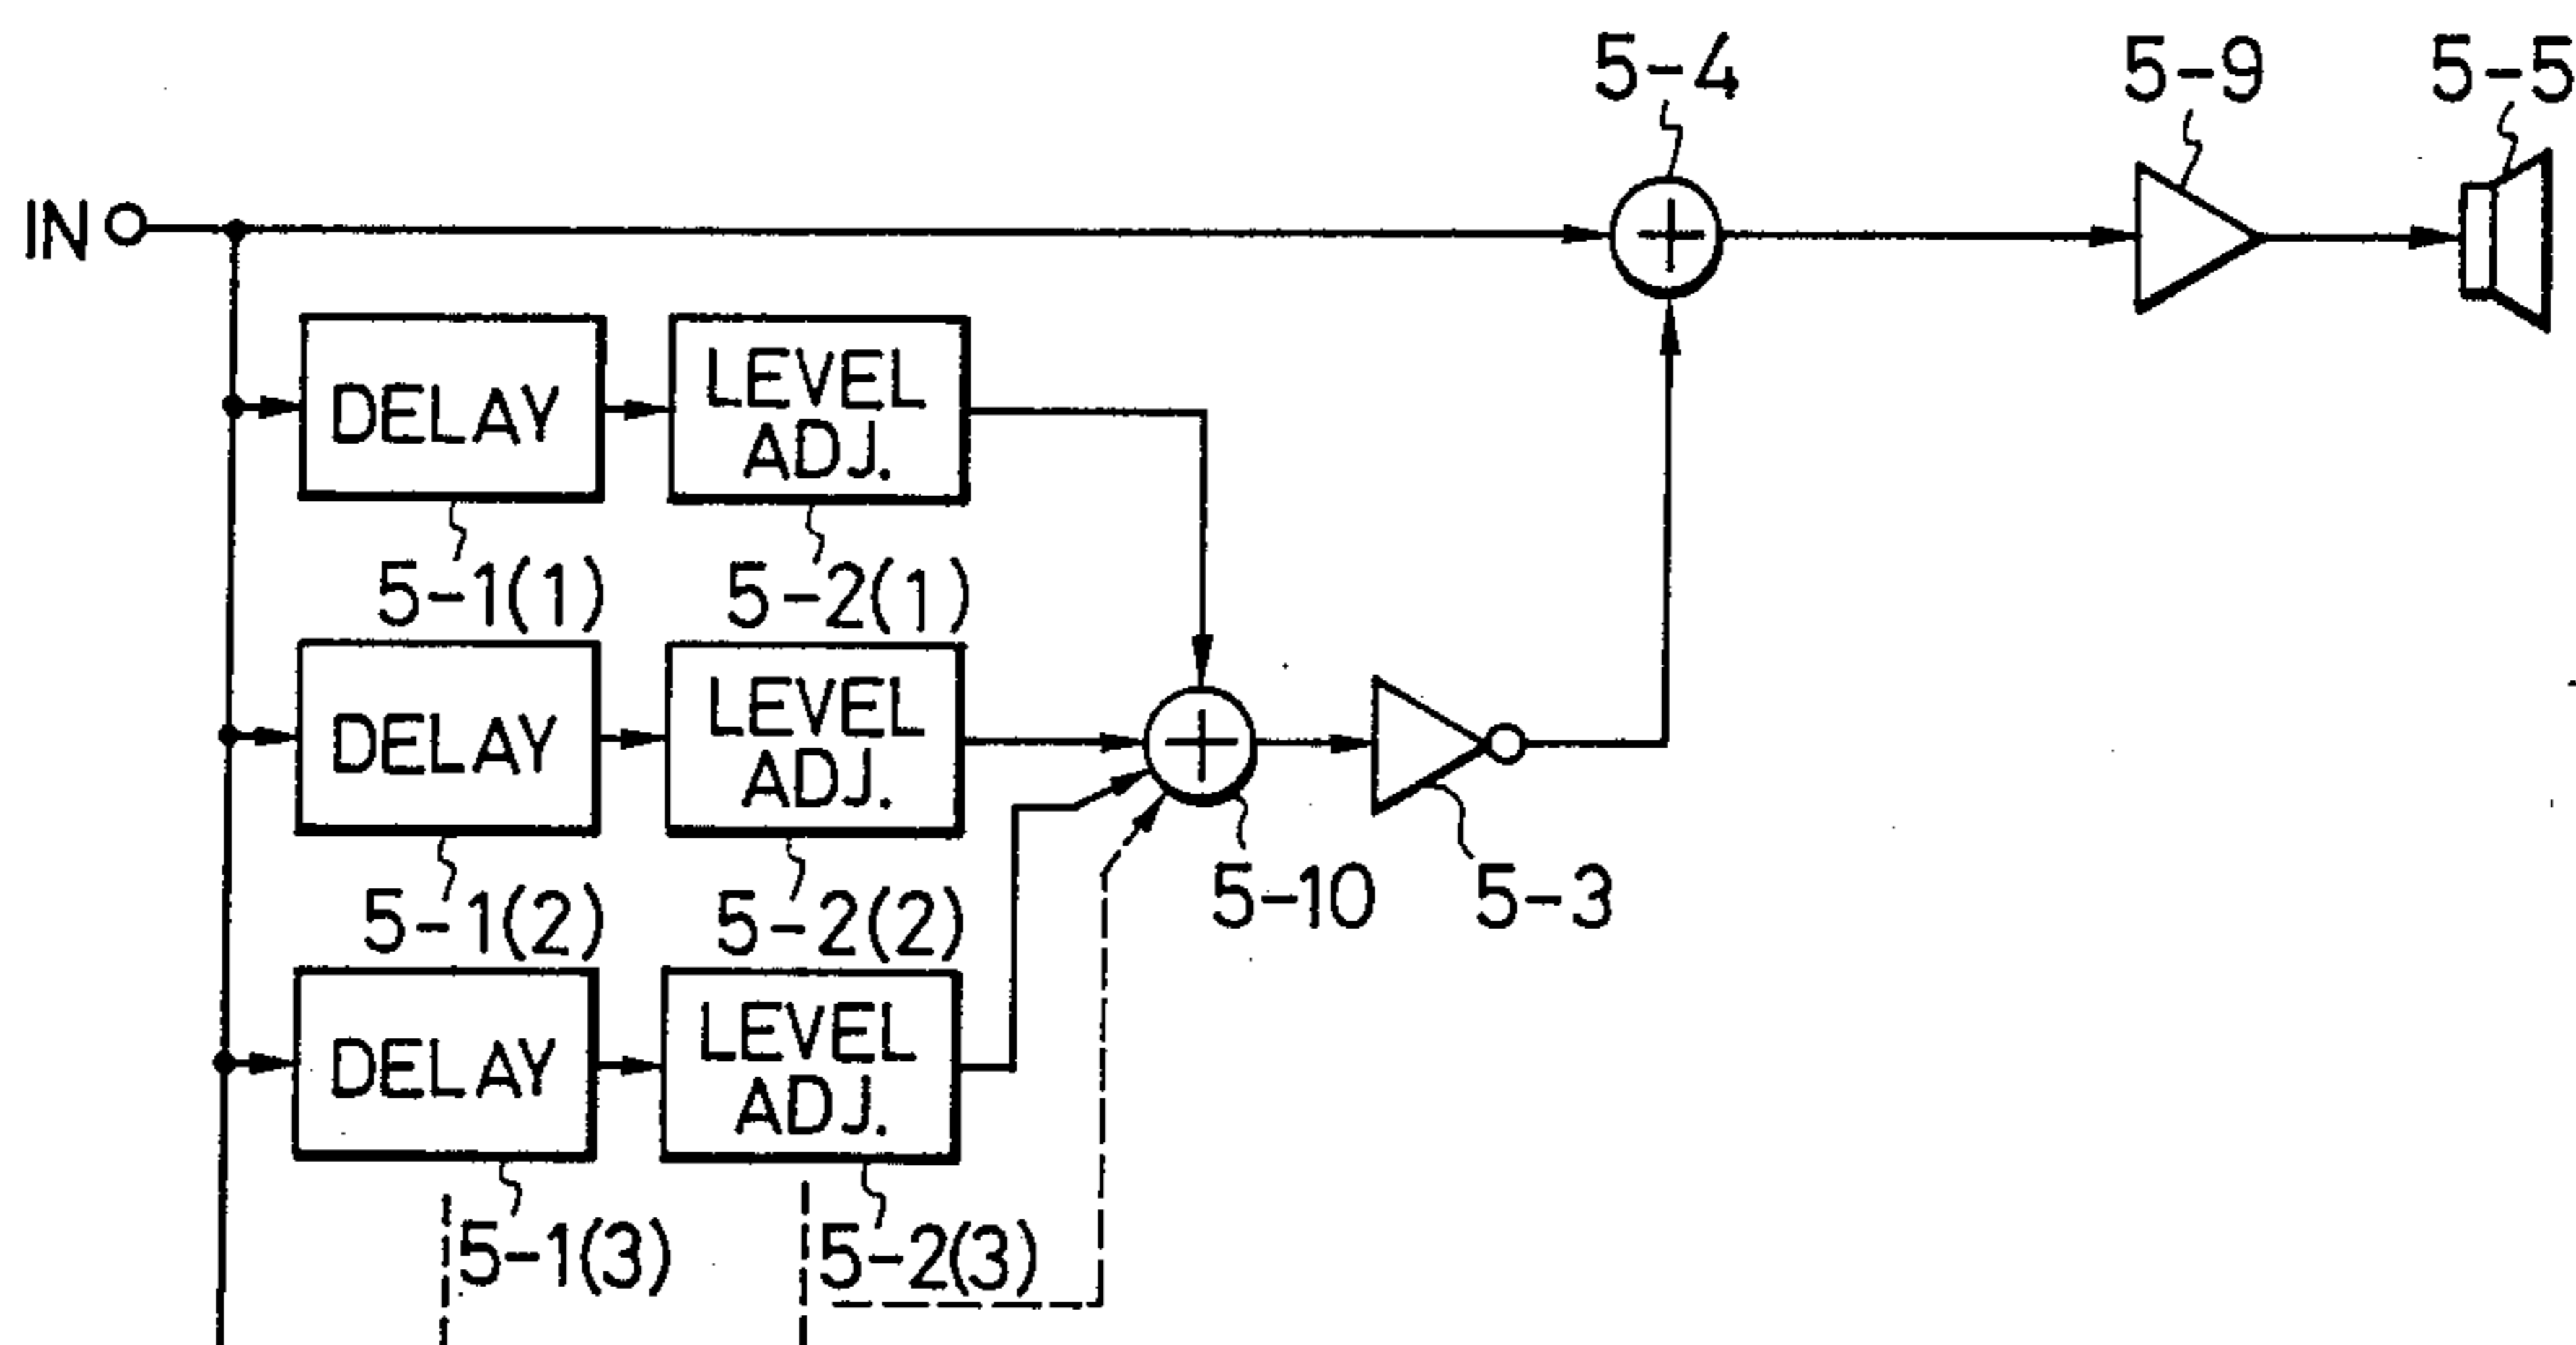 5-4
5-9
5-5
IN
+
DELAY
LEVEL
ADJ.
5-1(1)
5-2(1)
DELAY
LEVEL
ADJ.
+
5-1(2)
5-2(2)
5-10
5-3
DELAY
LEVEL
ADJ.
5-1(3)
5-2(3)